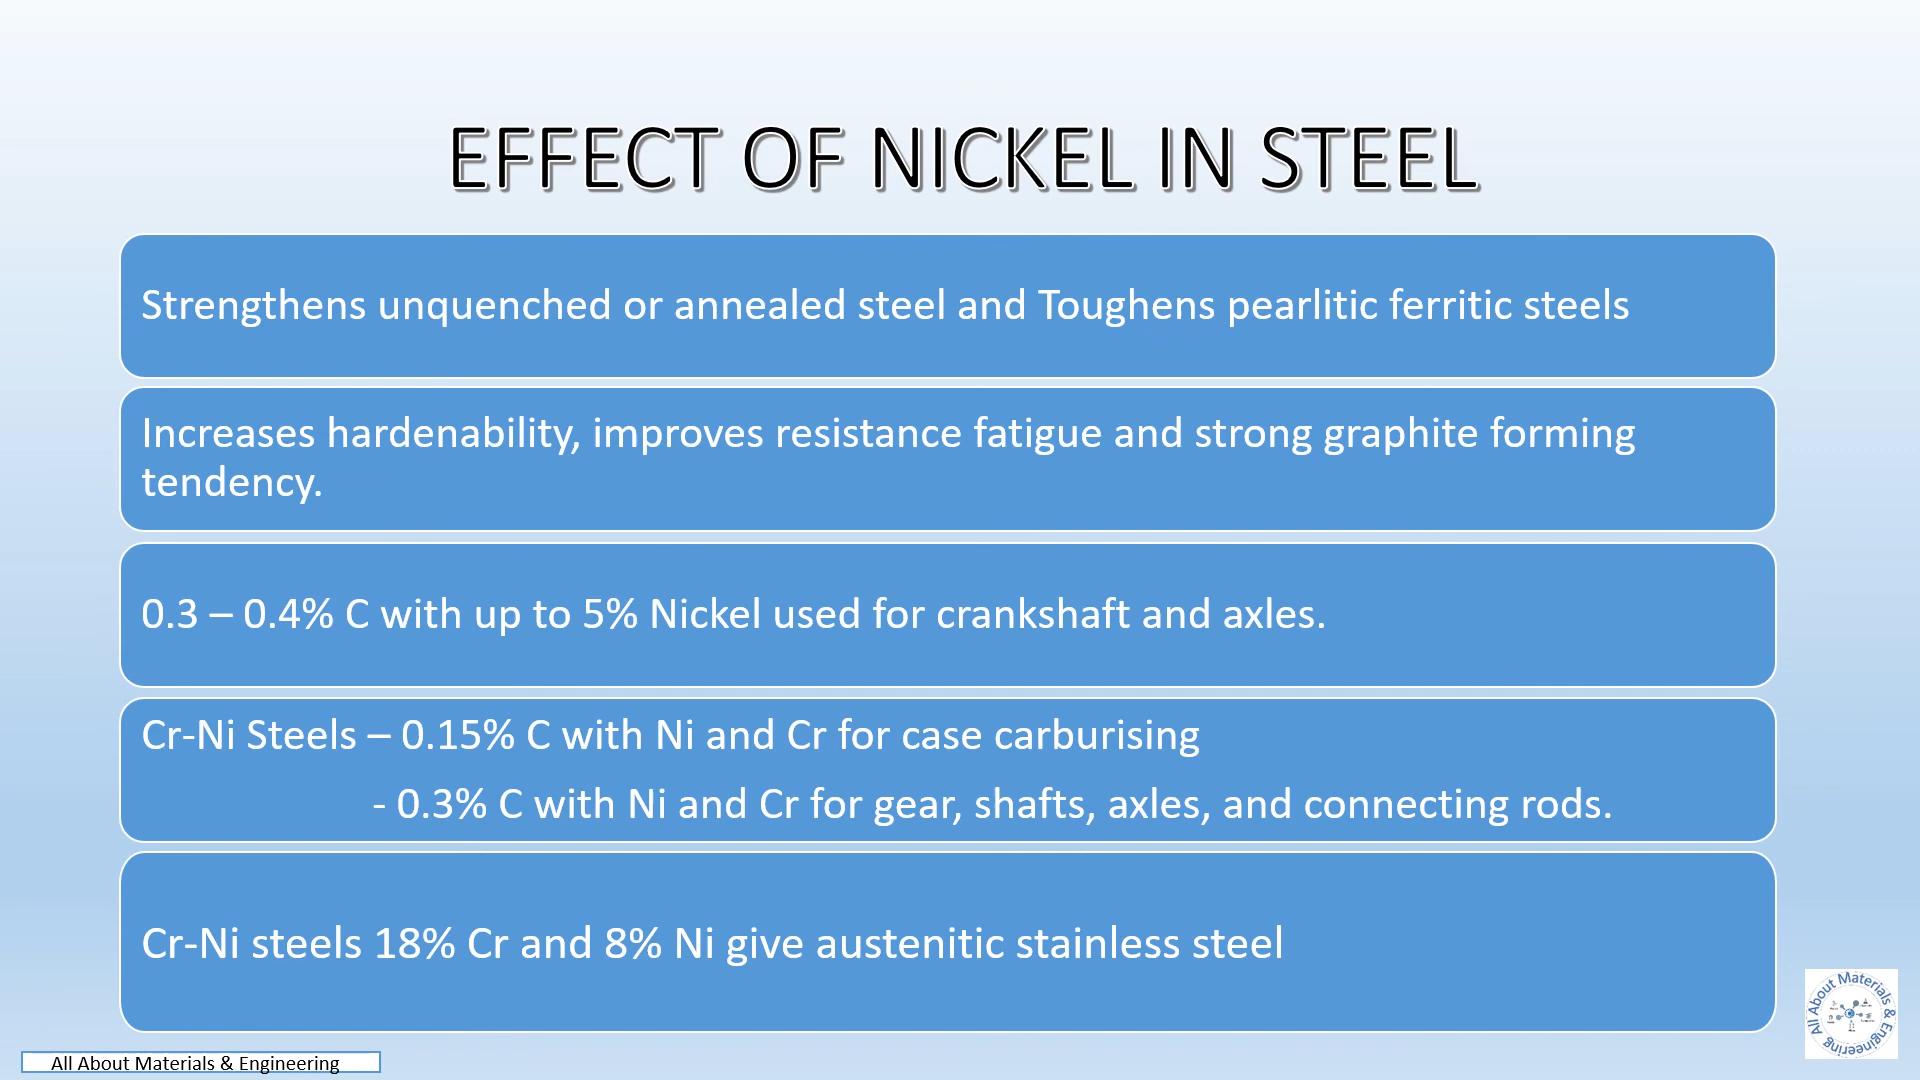 EFFECT OF NICKEL IN STEEL
Strengthens unquenched or annealed steel and Toughens pearlitic ferritic steels
Increases hardenability, improves resistance fatigue and strong graphite forming
tendency.
0.3 – 0.4% C with up to 5% Nickel used for crankshaft and axles.
Cr-Ni Steels – 0.15% C with Ni and Cr for case carburising
- 0.3% C with Ni and Cr for gear, shafts, axles, and connecting rods.
Cr-Ni steels 18% Cr and 8% Ni give austenitic stainless steel
All About Materials & Engineering
All About Materials & Engineering